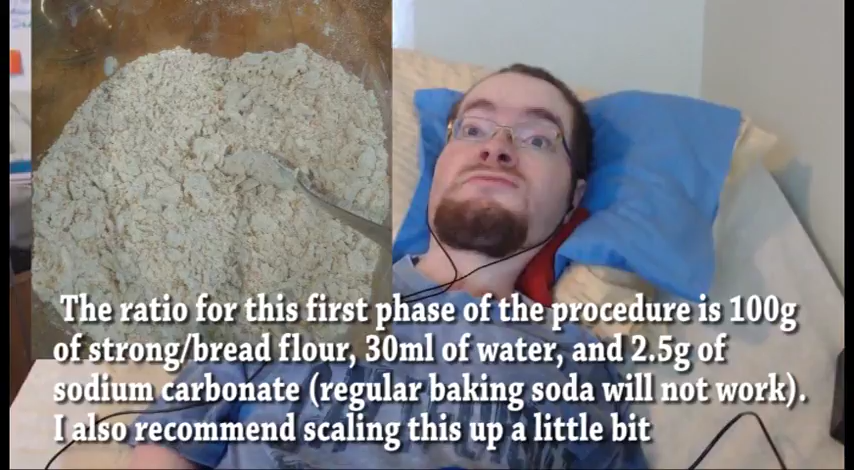 The ratio for this first phase of the procedure is 100g
of strong/bread flour, 30ml of water, and 2.5g of
sodium carbonate (regular baking soda will not work).
I also recommend scaling this up a little bit